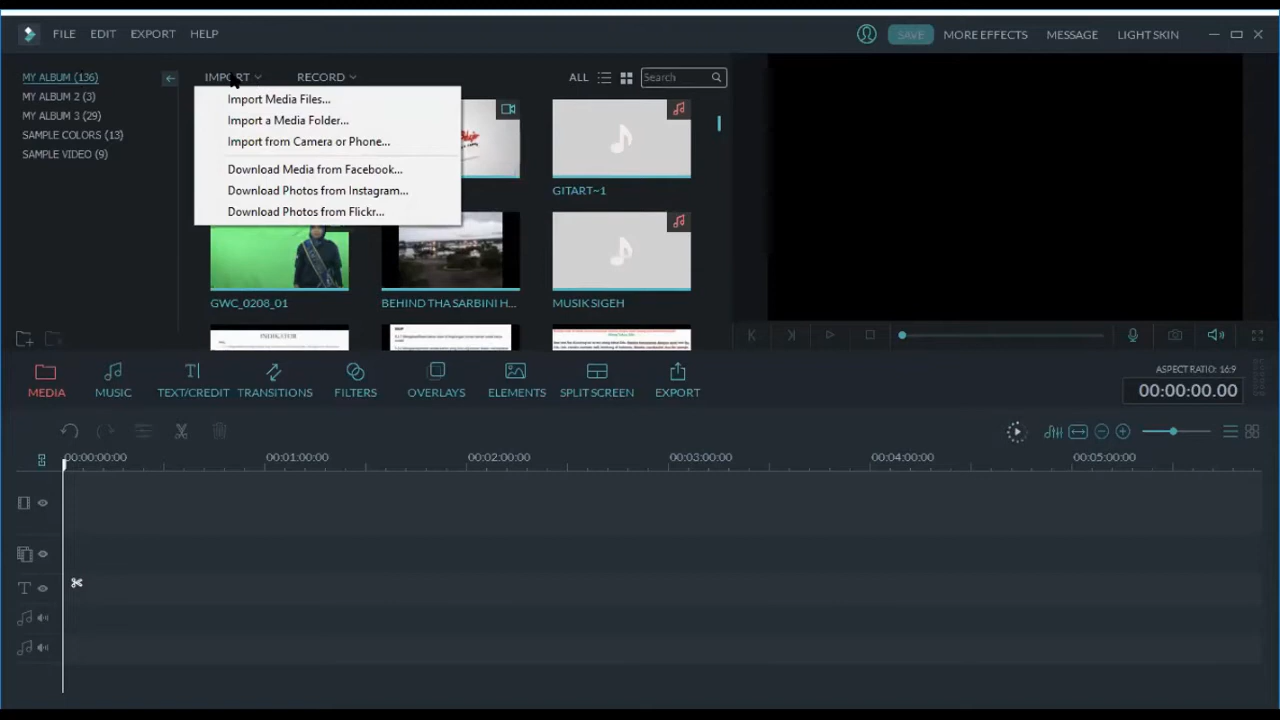 FILE EDIT EXPORT HELP
SAVE MORE EFFECTS MESSAGE LIGHT SKIN
MY ALBUM (136)
MY ALBUM 2 (3)
MY ALBUM 3 (29)
SAMPLE COLORS (13)
SAMPLE VIDEO (9)
IMPORT RECORD ALL Search
Import Media Files...
Import a Media Folder...
Import from Camera or Phone...
Download Media from Facebook...
Download Photos from Instagram...
Download Photos from Flickr...
GITART~1
GWC_0208_01 BEHIND THA SARBINI H... MUSIK SIGEH
INDIKATOR
MEDIA MUSIC TEXT/CREDIT TRANSITIONS FILTERS OVERLAYS ELEMENTS SPLIT SCREEN EXPORT
ASPECT RATIO: 16:9
00:00:00.00
00:00:00:00 00:01:00:00 00:02:00:00 00:03:00:00 00:04:00:00 00:05:00:00